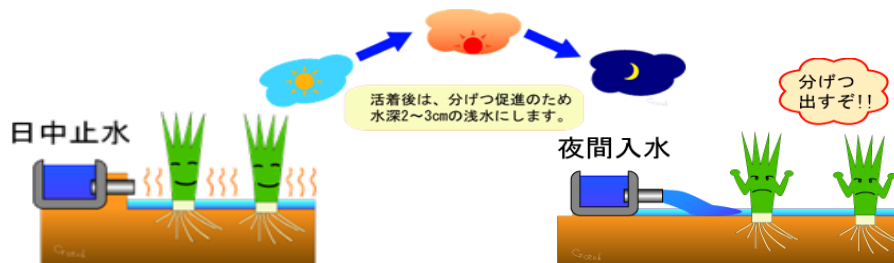 日中止水
活着後は、分げつ促進のため
水深2～3cmの浅水にします。
夜間入水
分げつ
出すぞ!!